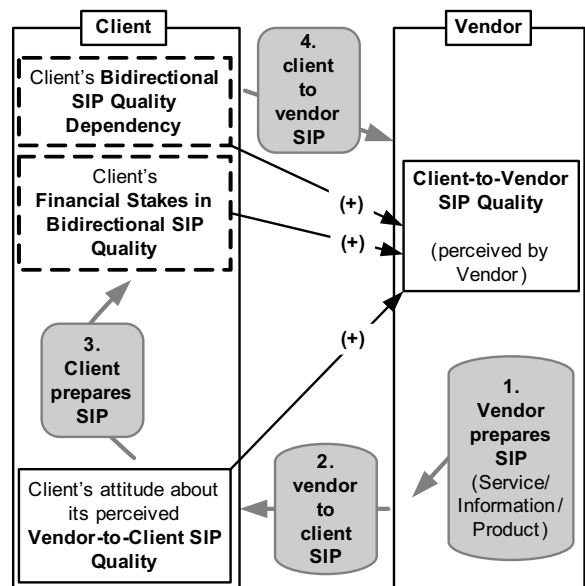 Client
Vendor
Client's Bidirectional
SIP Quality
Dependency
4.
client
to
vendor
SIP
Client's
Financial Stakes in
Bidirectional SIP
Quality
(+)
(+)
(+)
Client-to-Vendor
SIP Quality
(perceived by
Vendor)
3.
Client
prepares
SIP
1.
Vendor
prepares
SIP
(Service/
Information/
Product)
2.
vendor
to
client
SIP
Client's attitude about
its perceived
Vendor-to-Client SIP
Quality